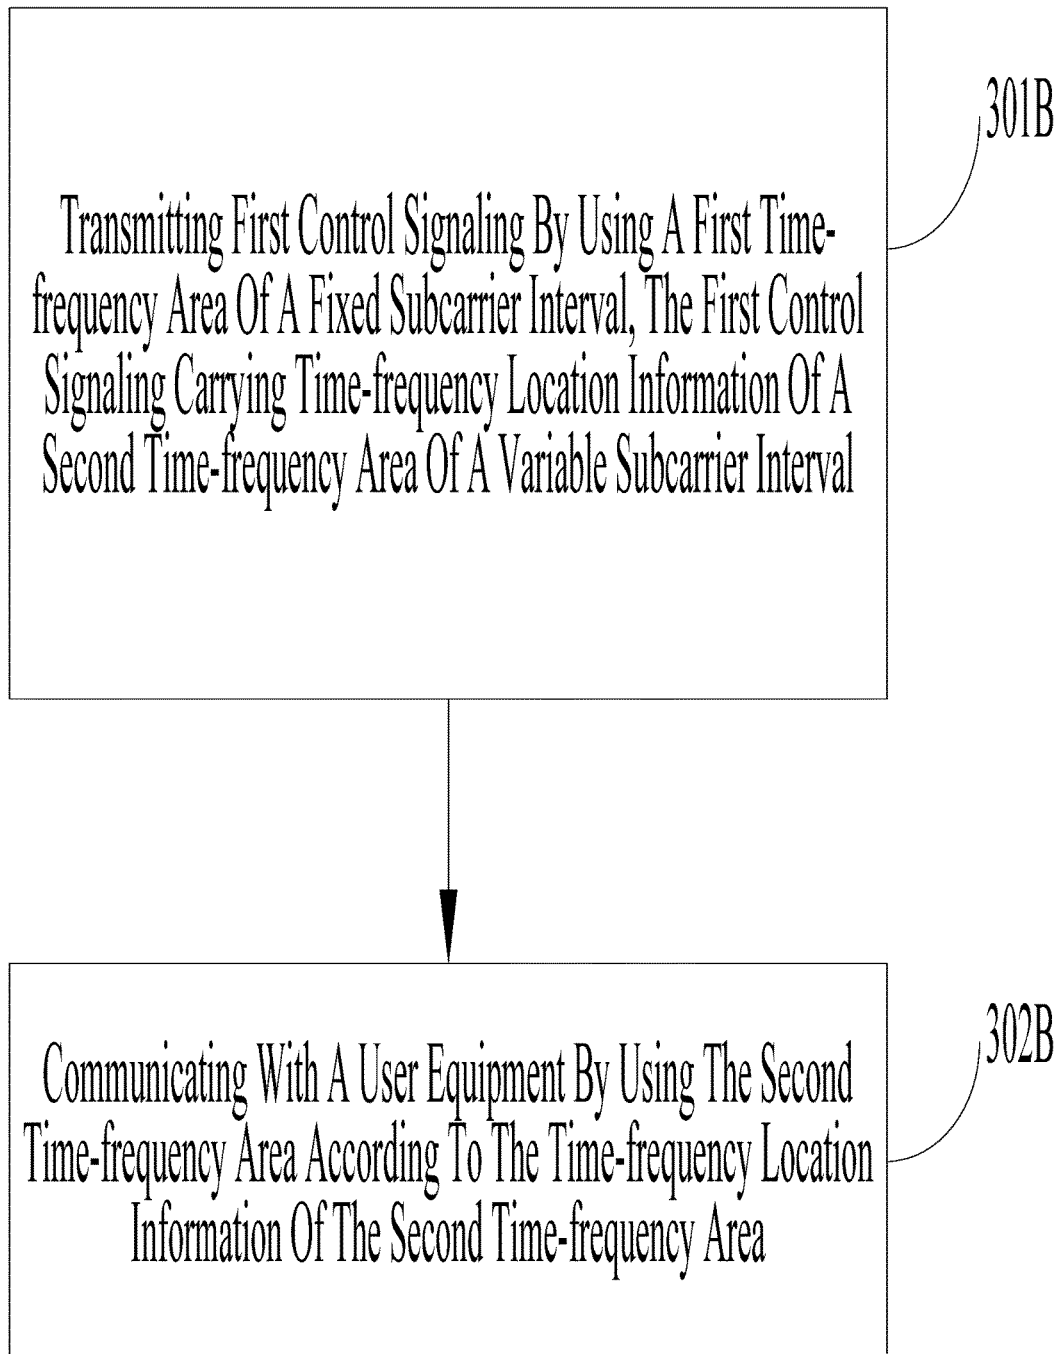 301B
Transmitting First Control Signaling By Using A First Time-
frequency Area Of A Fixed Subcarrier Interval, The First Control
Signaling Carrying Time-frequency Location Information Of A
Second Time-frequency Area Of A Variable Subcarrier Interval
302B
Communicating With A User Equipment By Using The Second
Time-frequency Area According To The Time-frequency Location
Information Of The Second Time-frequency Area